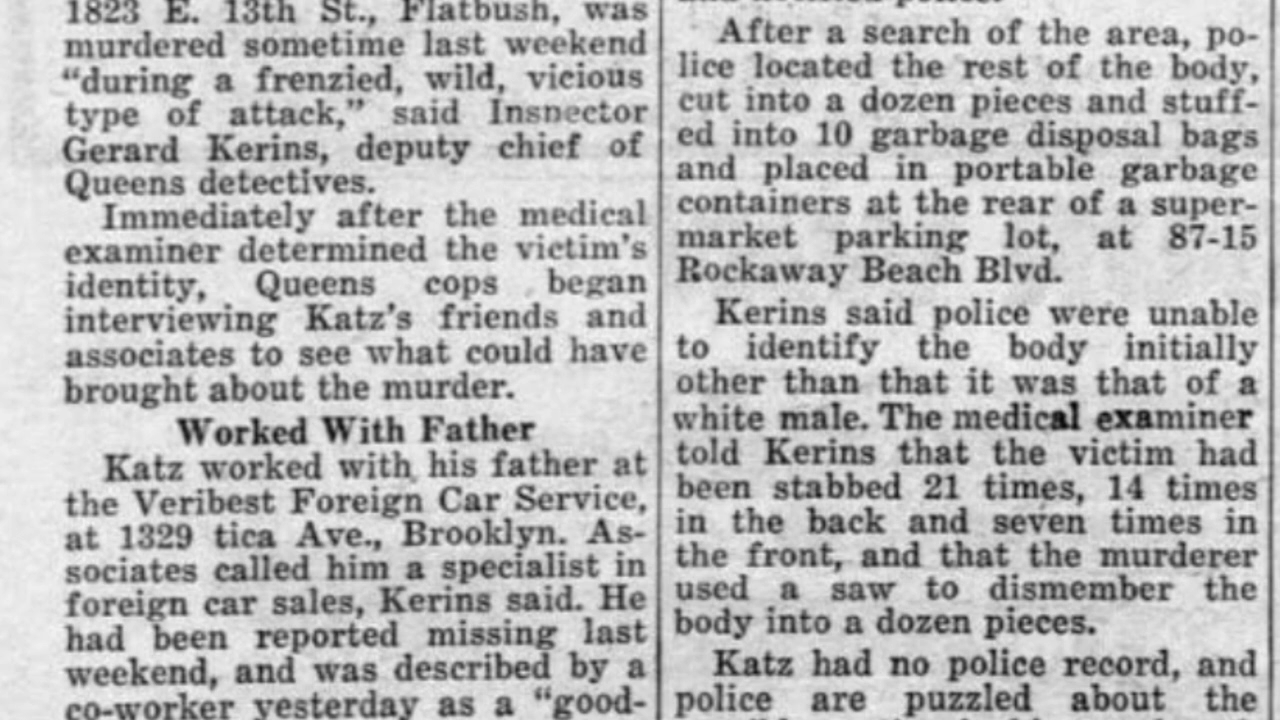 1823 E. 13th St., Flatbush, was
murdered sometime last weekend
“during a frenzied, wild, vicious
type of attack,” said Inspector
Gerard Kerins, deputy chief of
Queens detectives.
Immediately after the medical
examiner determined the victim's
identity, Queens cops began
interviewing Katz's friends and
associates to see what could have
brought about the murder.
Worked With Father
Katz worked with his father at
the Veribest Foreign Car Service,
at 1329 tica Ave., Brooklyn. As-
sociates called him a specialist in
foreign car sales, Kerins said. He
had been reported missing last
weekend, and was described by a
co-worker yesterday as a “good-
After a search of the area, po-
lice located the rest of the body,
cut into a dozen pieces and stuff-
ed into 10 garbage disposal bags
and placed in portable garbage
containers at the rear of a super-
market parking lot, at 87-15
Rockaway Beach Blvd.
Kerins said police were unable
to identify the body initially
other than that it was that of a
white male. The medical examiner
told Kerins that the victim had
been stabbed 21 times, 14 times
in the back and seven times in
the front, and that the murderer
used a saw to dismember the
body into a dozen pieces.
Katz had no police record, and
police are puzzled about the